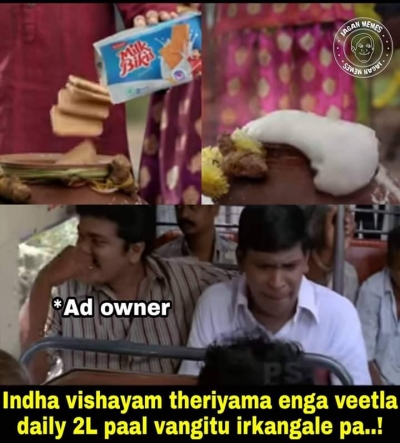 JAGAN MEMES
JAGAN MEMES
Milk
Bikis
*Ad owner
Indha vishayam theriyama enga veetla
daily 2L paal vangitu irkangale pa..!